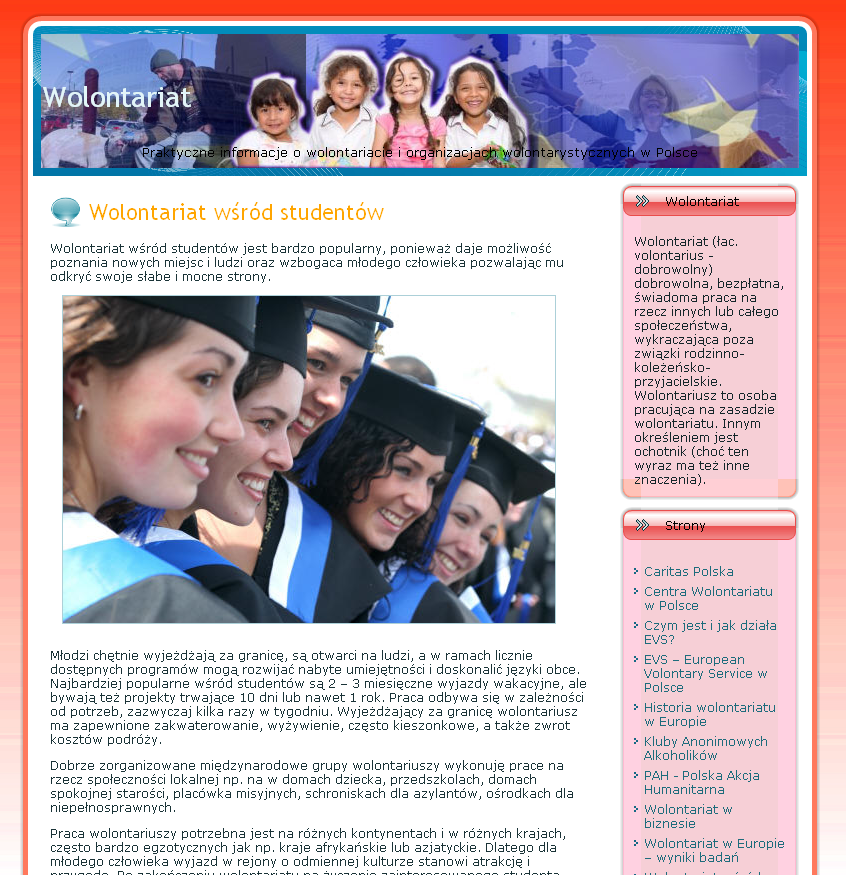 Wolontariat
Praktyczne informacje o wolontariacie i organizacjach wolontarystycznych w Polsce
Wolontariat wśród studentów
Wolontariat wśród studentów jest bardzo popularny, ponieważ daje możliwość
poznania nowych miejsc i ludzi oraz wzbogaca młodego człowieka pozwalając mu
odkryć swoje słabe i mocne strony.
Młodzi chętnie wyjeżdżają za granicę, są otwarci na ludzi, a w ramach licznie
dostępnych programów mogą rozwijać nabyte umiejętności i doskonalić języki obce.
Najbardziej popularne wśród studentów są 2 – 3 miesięczne wyjazdy wakacyjne, ale
bywają też projekty trwające 10 dni lub nawet 1 rok. Praca odbywa się w zależności
od potrzeb, zazwyczaj kilka razy w tygodniu. Wyjeżdżający za granicę wolontariusz
ma zapewnione zakwaterowanie, wyżywienie, często kieszonkowe, a także zwrot
kosztów podróży.
Dobrze zorganizowane międzynarodowe grupy wolontariuszy wykonuję prace na
rzecz społeczności lokalnej np. na w domach dziecka, przedszkolach, domach
spokojnej starości, placówka misyjnych, schroniskach dla azylantów, ośrodkach dla
niepełnosprawnych.
Praca wolontariuszy potrzebna jest na różnych kontynentach i w różnych krajach,
często bardzo egzotycznych jak np. kraje afrykańskie lub azjatyckie. Dlatego dla
młodego człowieka wyjazd w rejony o odmiennej kulturze stanowi atrakcję i
przygodę. Po zakończeniu wolontariatu na życzenie zainteresowanego studenta
Wolontariat
Wolontariat (łac.
volontarius -
dobrowolny)
dobrowolna, bezpłatna,
świadoma praca na
rzecz innych lub całego
społeczeństwa,
wykraczająca poza
związki rodzinno-
koleżeńsko-
przyjacielskie.
Wolontariusz to osoba
pracująca na zasadzie
wolontariatu. Innym
określeniem jest
ochotnik (choć ten
wyraz ma też inne
znaczenia).
Strony
Caritas Polska
Centra Wolontariatu
w Polsce
Czym jest i jak działa
EVS?
EVS – European
Volontary Service w
Polsce
Historia wolontariatu
w Europie
Kluby Anonimowych
Alkoholików
PAH - Polska Akcja
Humanitarna
Wolontariat w
biznesie
Wolontariat w Europie
– wyniki badań